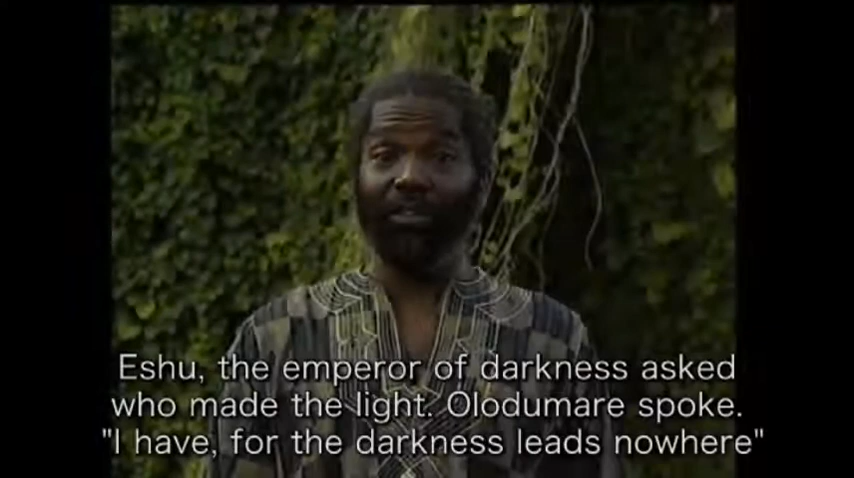 Eshu, the emperor of darkness asked
who made the light. Olodumare spoke.
"I have, for the darkness leads nowhere"